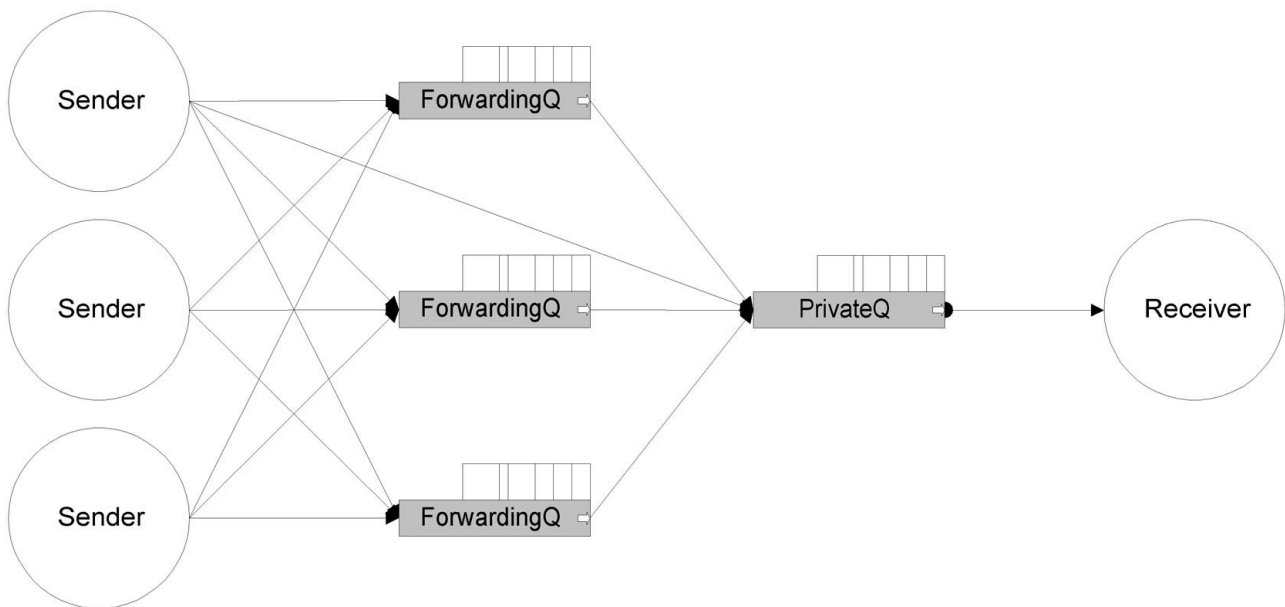 Sender
ForwardingQ
Sender
ForwardingQ
PrivateQ
Receiver
Sender
ForwardingQ